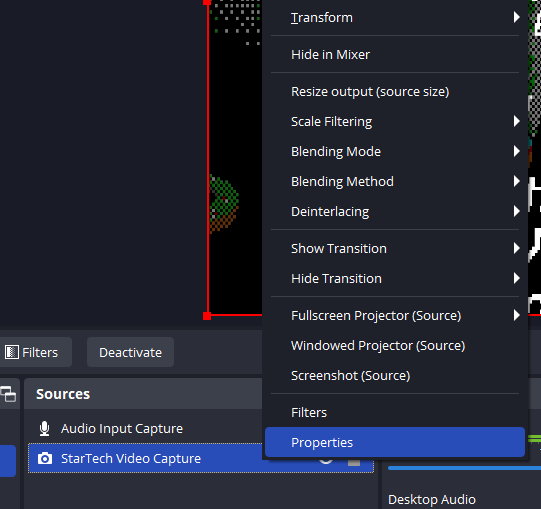 Transform
Hide in Mixer
Resize output (source size)
Scale Filtering
Blending Mode
Blending Method
Deinterlacing
Show Transition
Hide Transition
Fullscreen Projector (Source)
Windowed Projector (Source)
Screenshot (Source)
Filters
Properties
Filters
Deactivate
Sources
Audio Input Capture
StarTech Video Capture
Desktop Audio